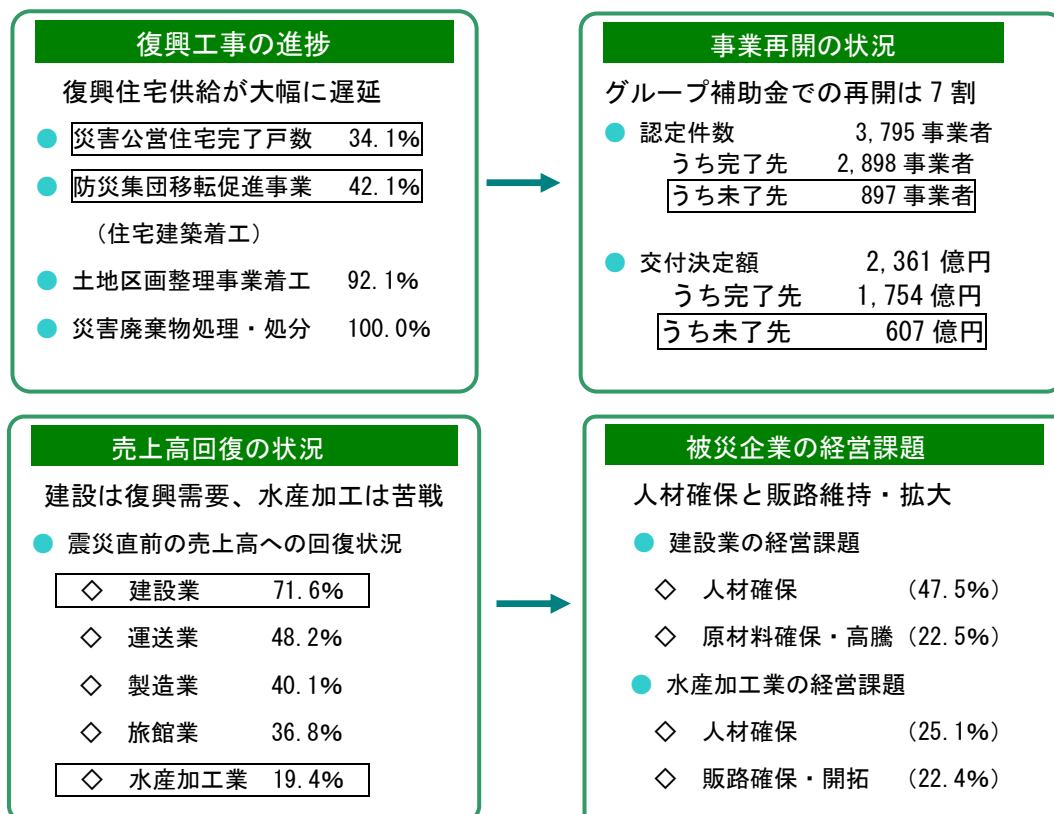 復興工事の進捗
復興住宅供給が大幅に遅延
● 災害公営住宅完了戸数 34.1%
● 防災集団移転促進事業 42.1%
（住宅建築着工）
● 土地区画整理事業着工 92.1%
● 災害廃棄物処理・処分 100.0%
事業再開の状況
グループ補助金での再開は7割
● 認定件数 3,795事業者
うち完了先 2,898事業者
うち未了先 897事業者
● 交付決定額 2,361億円
うち完了先 1,754億円
うち未了先 607億円
売上高回復の状況
建設は復興需要、水産加工は苦戦
● 震災直前の売上高への回復状況
◇ 建設業 71.6%
◇ 運送業 48.2%
◇ 製造業 40.1%
◇ 旅館業 36.8%
◇ 水産加工業 19.4%
被災企業の経営課題
人材確保と販路維持・拡大
● 建設業の経営課題
◇ 人材確保 （47.5%）
◇ 原材料確保・高騰（22.5%）
● 水産加工業の経営課題
◇ 人材確保 （25.1%）
◇ 販路確保・開拓 （22.4%）